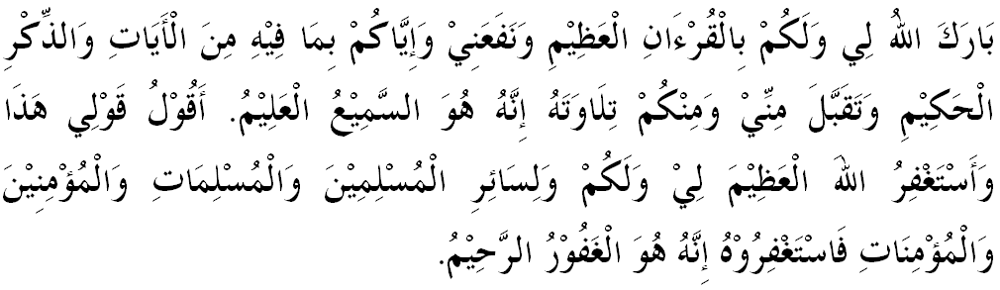 بَارَكَ اللهُ لِي وَلَكُمْ بِالْقُرْءَانِ الْعَظِيْمِ وَنَفَعَنِيْ وَإِيَّاكُمْ بِمَا فِيْهِ مِنَ الْأَيَاتِ وَالذِّكْرِ
الْحَكِيْمِ وَتَقَبَّلَ مِنِّيْ وَمِنْكُمْ تِلَاوَتَهُ إِنَّهُ هُوَ السَّمِيْعُ الْعَلِيْمُ. أَقُوْلُ قَوْلِي هَذَا
وَأَسْتَغْفِرُ اللهَ الْعَظِيْمَ لِيْ وَلَكُمْ وَلِسَائِرِ الْمُسْلِمِيْنَ وَالْمُسْلِمَاتِ وَالْمُؤْمِنِيْنَ
وَالْمُؤْمِنَاتِ فَاسْتَغْفِرُوْهُ إِنَّهُ هُوَ الْغَفُوْرُ الرَّحِيْمُ.